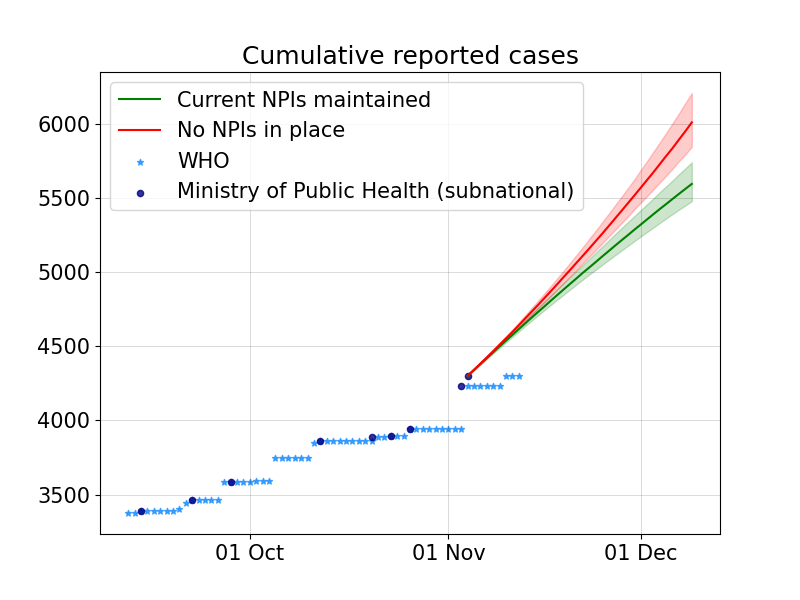 Cumulative reported cases
Current NPIs maintained
No NPIs in place
WHO
Ministry of Public Health (subnational)
6000
5500
5000
4500
4000
3500
01 Oct
01 Nov
01 Dec